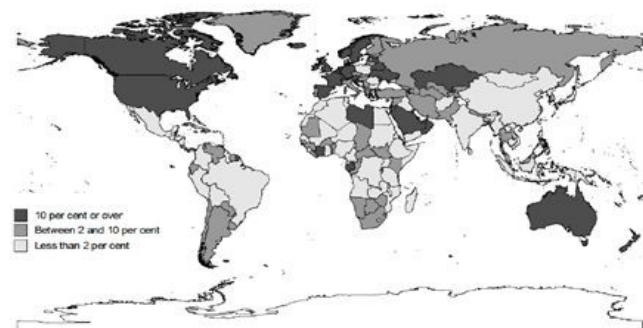 10 per cent or over
Between 2 and 10 per cent
Less than 2 per cent